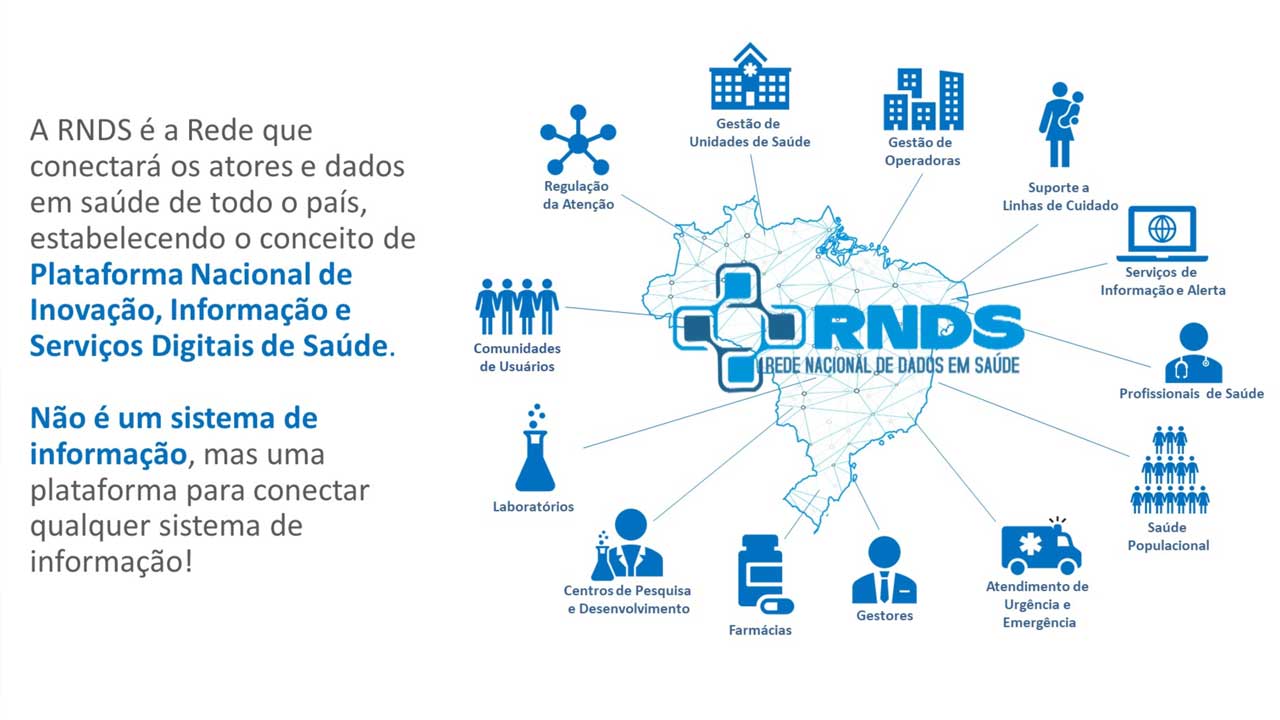 A RNDS é a Rede que
conectará os atores e dados
em saúde de todo o país,
estabelecendo o conceito de
Plataforma Nacional de
Inovação, Informação e
Serviços Digitais de Saúde.
Não é um sistema de
informação, mas uma
plataforma para conectar
qualquer sistema de
informação!
Gestão de
Unidades de Saúde
Gestão de
Operadoras
Regulação
da Atenção
Suporte a
Linhas de Cuidado
Serviços de
Informação e Alerta
Comunidades
de Usuários
RNDS
REDE NACIONAL DE DADOS EM SAÚDE
Profissionais de Saúde
Laboratórios
Saúde
Populacional
Centros de Pesquisa
e Desenvolvimento
Farmácias
Gestores
Atendimento de
Urgência e
Emergência